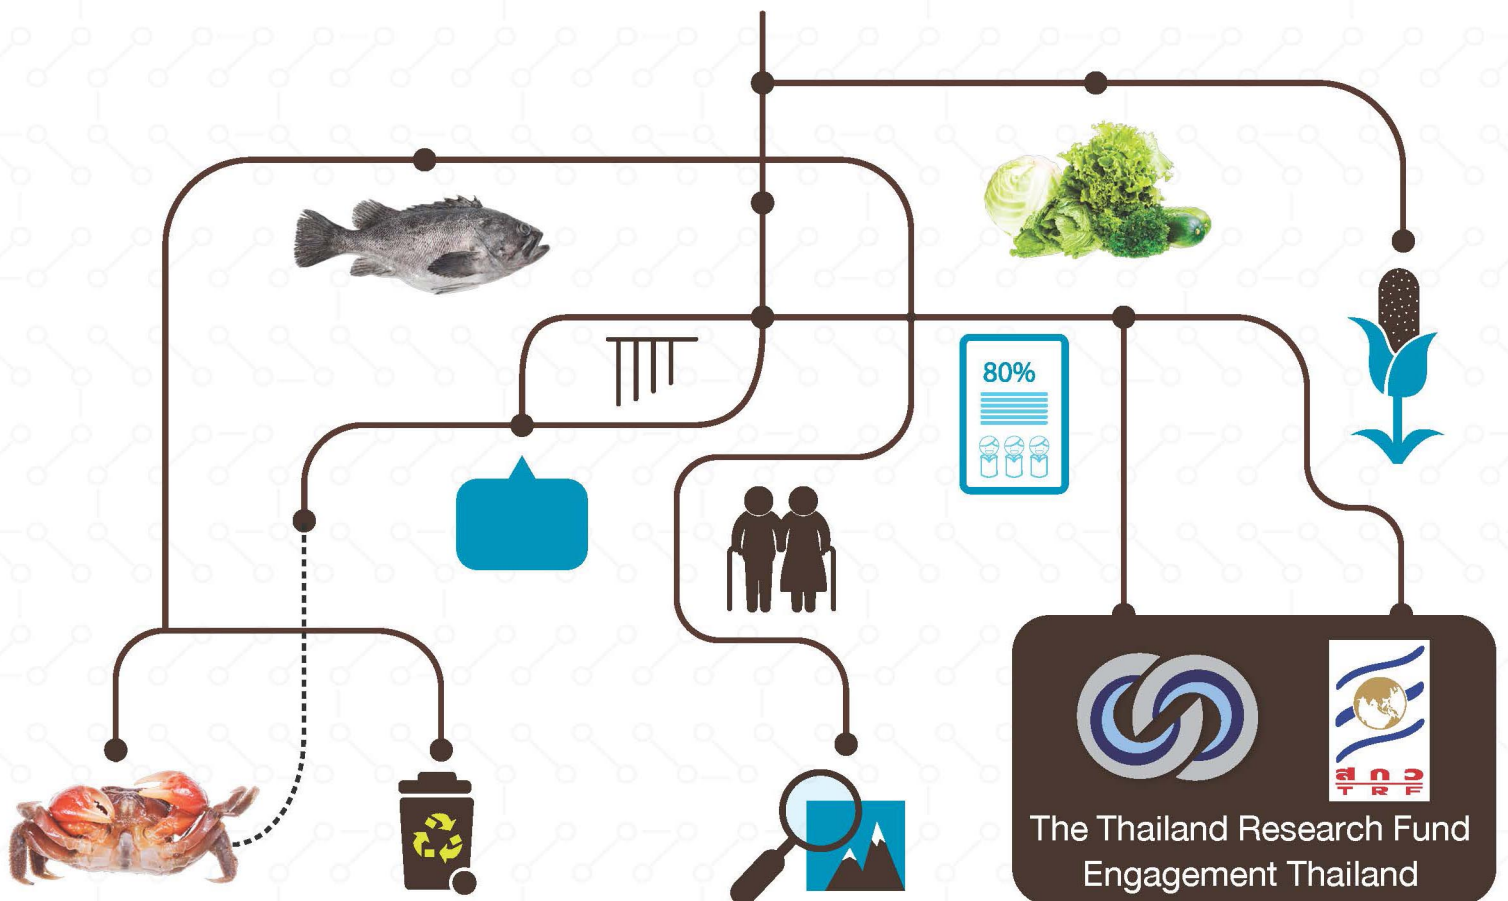 80%
สกว
TRF
The Thailand Research Fund
Engagement Thailand